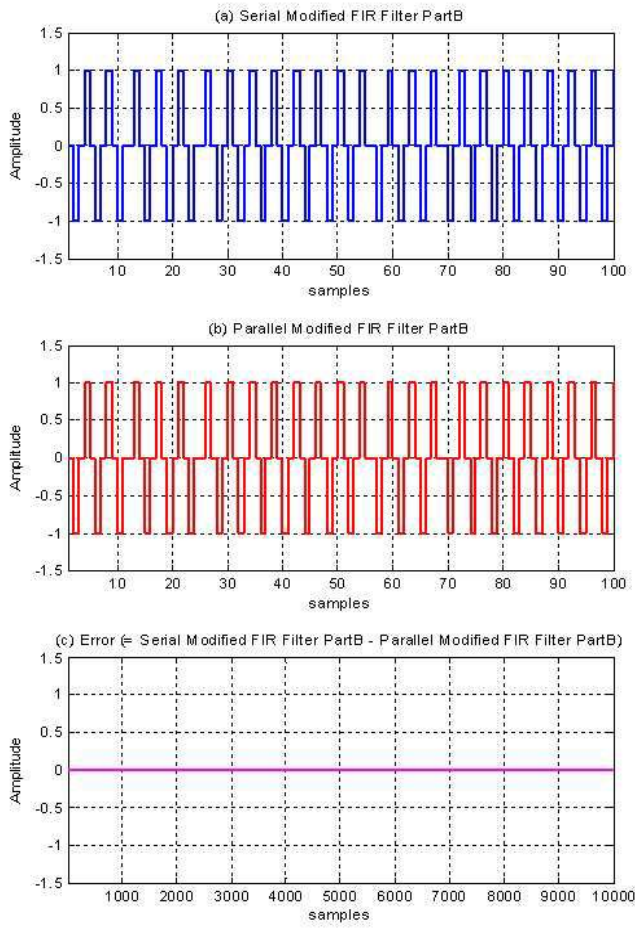 (a) Serial Modified FIR Filter PartB
1.5
1
0.5
0
-0.5
-1
-1.5
Amplitude
10 20 30 40 50 60 70 80 90 100
samples
(b) Parallel Modified FIR Filter PartB
1.5
1
0.5
0
-0.5
-1
-1.5
Amplitude
10 20 30 40 50 60 70 80 90 100
samples
(c) Error (= Serial Modified FIR Filter PartB - Parallel Modified FIR Filter PartB)
1.5
1
0.5
0
-0.5
-1
-1.5
Amplitude
1000 2000 3000 4000 5000 6000 7000 8000 9000 10000
samples